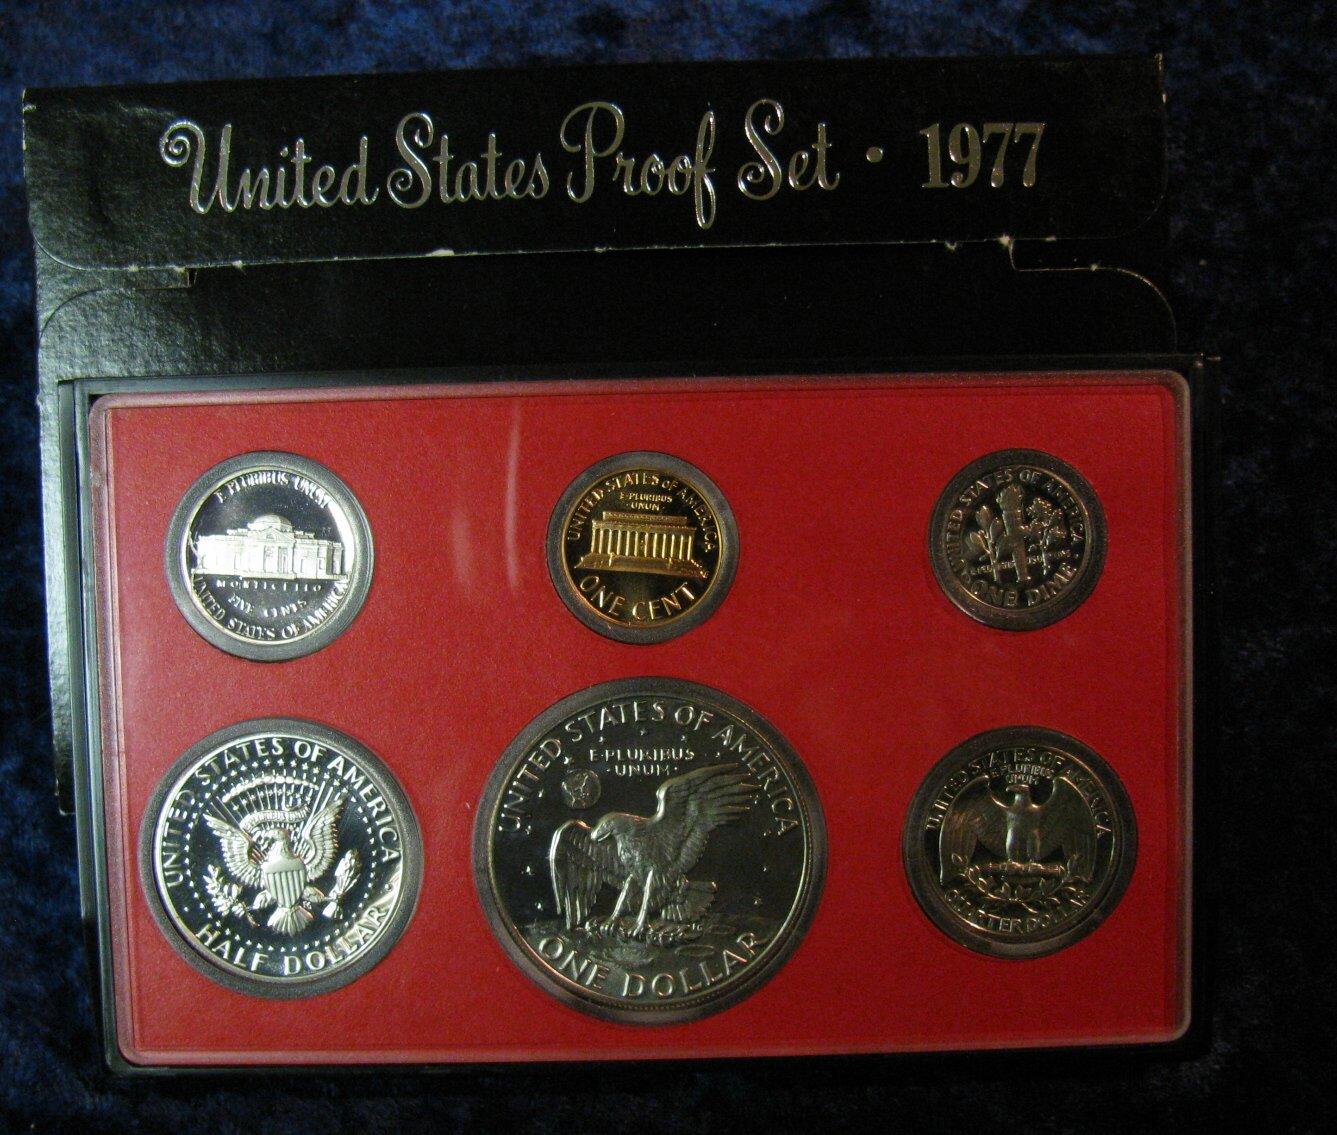 United States Proof Set · 1977
E PLURIBUS UNUM
MONTICELLO
FIVE CENTS
UNITED STATES OF AMERICA
UNITED STATES OF AMERICA
E·PLURIBUS
·UNUM·
ONE CENT
UNITED STATES OF AMERICA
ONE DIME
UNITED STATES OF AMERICA
HALF DOLLAR
UNITED STATES OF AMERICA
E·PLURIBUS
·UNUM·
ONE DOLLAR
UNITED STATES OF AMERICA
E·PLURIBUS
UNUM
QUARTER DOLLAR